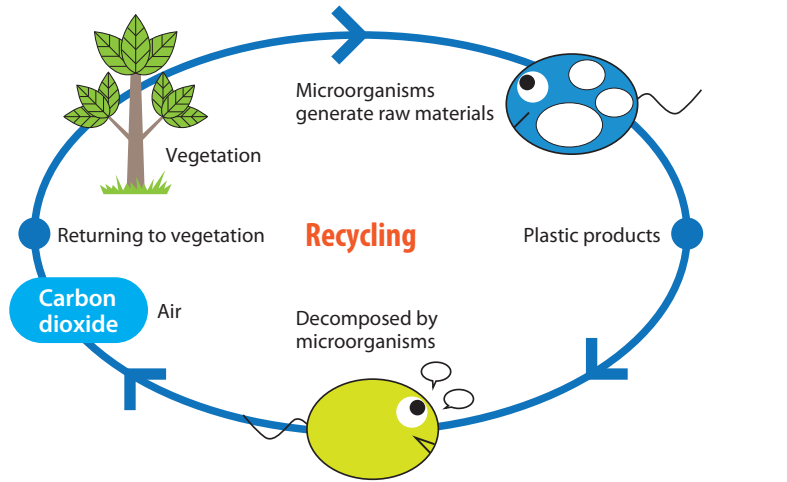 Microorganisms
generate raw materials
Vegetation
Returning to vegetation
Recycling
Plastic products
Carbon
dioxide
Air
Decomposed by
microorganisms